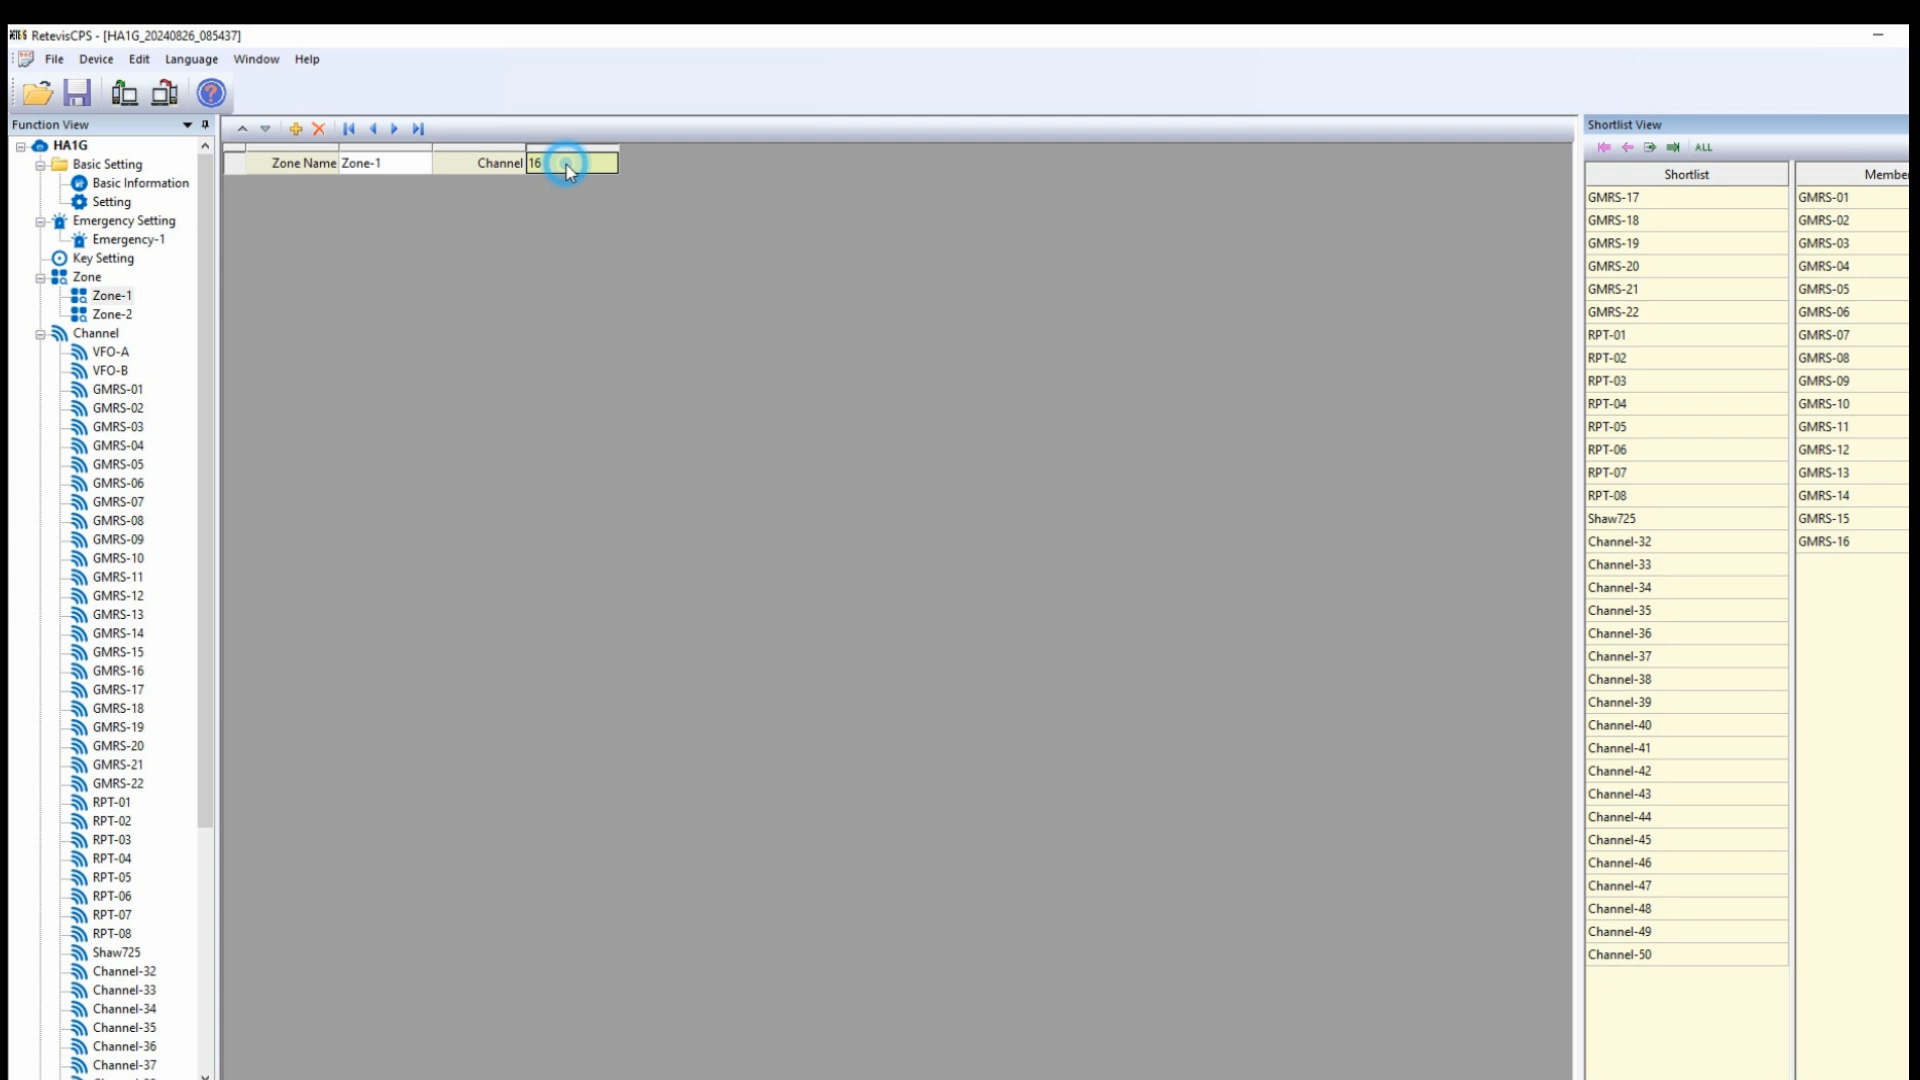 RetevisCPS - [HA1G_20240826_085437]
File Device Edit Language Window Help
Function View
HA1G
Basic Setting
Basic Information
Setting
Emergency Setting
Emergency-1
Key Setting
Zone
Zone-1
Zone-2
Channel
VFO-A
VFO-B
GMRS-01
GMRS-02
GMRS-03
GMRS-04
GMRS-05
GMRS-06
GMRS-07
GMRS-08
GMRS-09
GMRS-10
GMRS-11
GMRS-12
GMRS-13
GMRS-14
GMRS-15
GMRS-16
GMRS-17
GMRS-18
GMRS-19
GMRS-20
GMRS-21
GMRS-22
RPT-01
RPT-02
RPT-03
RPT-04
RPT-05
RPT-06
RPT-07
RPT-08
Shaw725
Channel-32
Channel-33
Channel-34
Channel-35
Channel-36
Channel-37
Zone Name Zone-1 Channel 16
Shortlist View
ALL
Shortlist
GMRS-17
GMRS-18
GMRS-19
GMRS-20
GMRS-21
GMRS-22
RPT-01
RPT-02
RPT-03
RPT-04
RPT-05
RPT-06
RPT-07
RPT-08
Shaw725
Channel-32
Channel-33
Channel-34
Channel-35
Channel-36
Channel-37
Channel-38
Channel-39
Channel-40
Channel-41
Channel-42
Channel-43
Channel-44
Channel-45
Channel-46
Channel-47
Channel-48
Channel-49
Channel-50
Membe
GMRS-01
GMRS-02
GMRS-03
GMRS-04
GMRS-05
GMRS-06
GMRS-07
GMRS-08
GMRS-09
GMRS-10
GMRS-11
GMRS-12
GMRS-13
GMRS-14
GMRS-15
GMRS-16